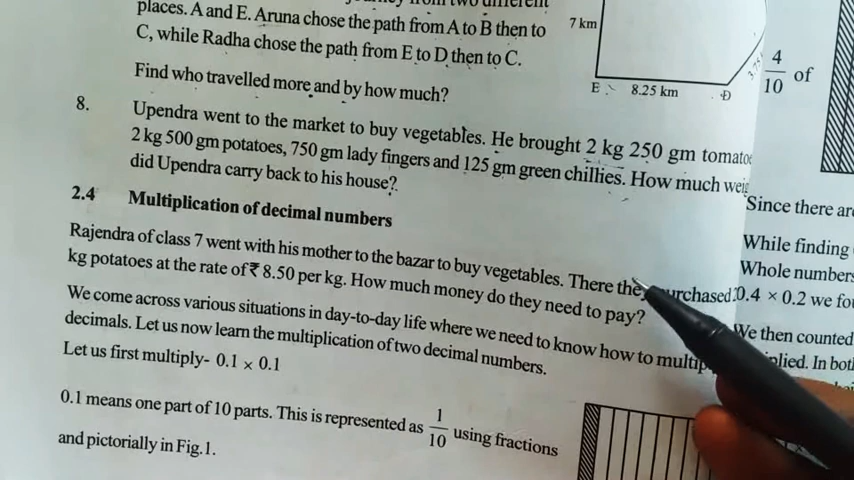 places. A and E. Aruna chose the path from A to B then to
C, while Radha chose the path from E to D then to C.
Find who travelled more and by how much?
7 km
E
8.25 km
D
8. Upendra went to the market to buy vegetables. He brought 2 kg 250 gm
2 kg 500 gm potatoes, 750 gm lady fingers and 125 gm green chillies. How much
did Upendra carry back to his house?
2.4 Multiplication of decimal numbers
Rajendra of class 7 went with his mother to the bazar to buy vegetables. There they purchased
kg potatoes at the rate of ₹ 8.50 per kg. How much money do they need to pay?
We come across various situations in day-to-day life where we need to know how to
decimals. Let us now learn the multiplication of two decimal numbers.
Let us first multiply- 0.1 × 0.1
0.1 means one part of 10 parts. This is represented as 1/10 using fractions
and pictorially in Fig.1.
4/10 of
Since there are
While finding
Whole numbers
0.4 × 0.2 we
We then counted
In